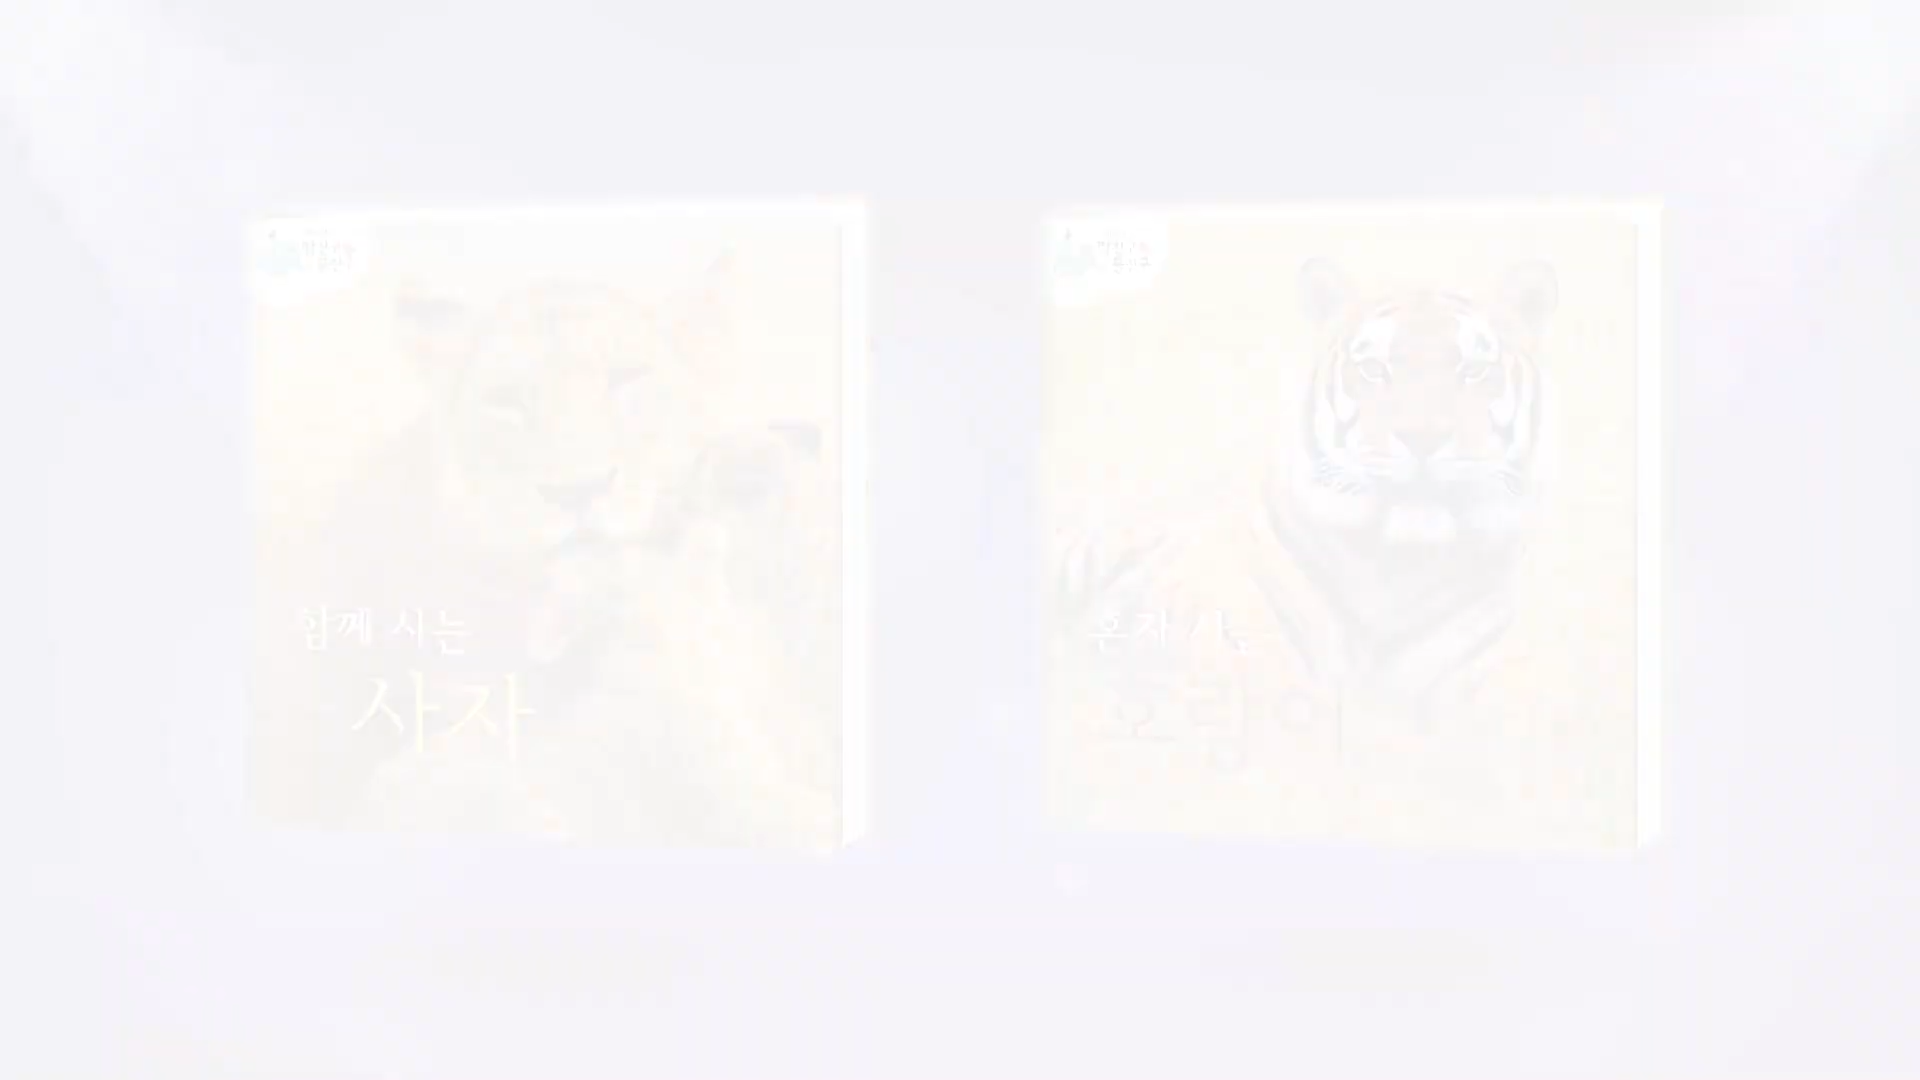 함께 사는
사자
혼자 사는
호랑이